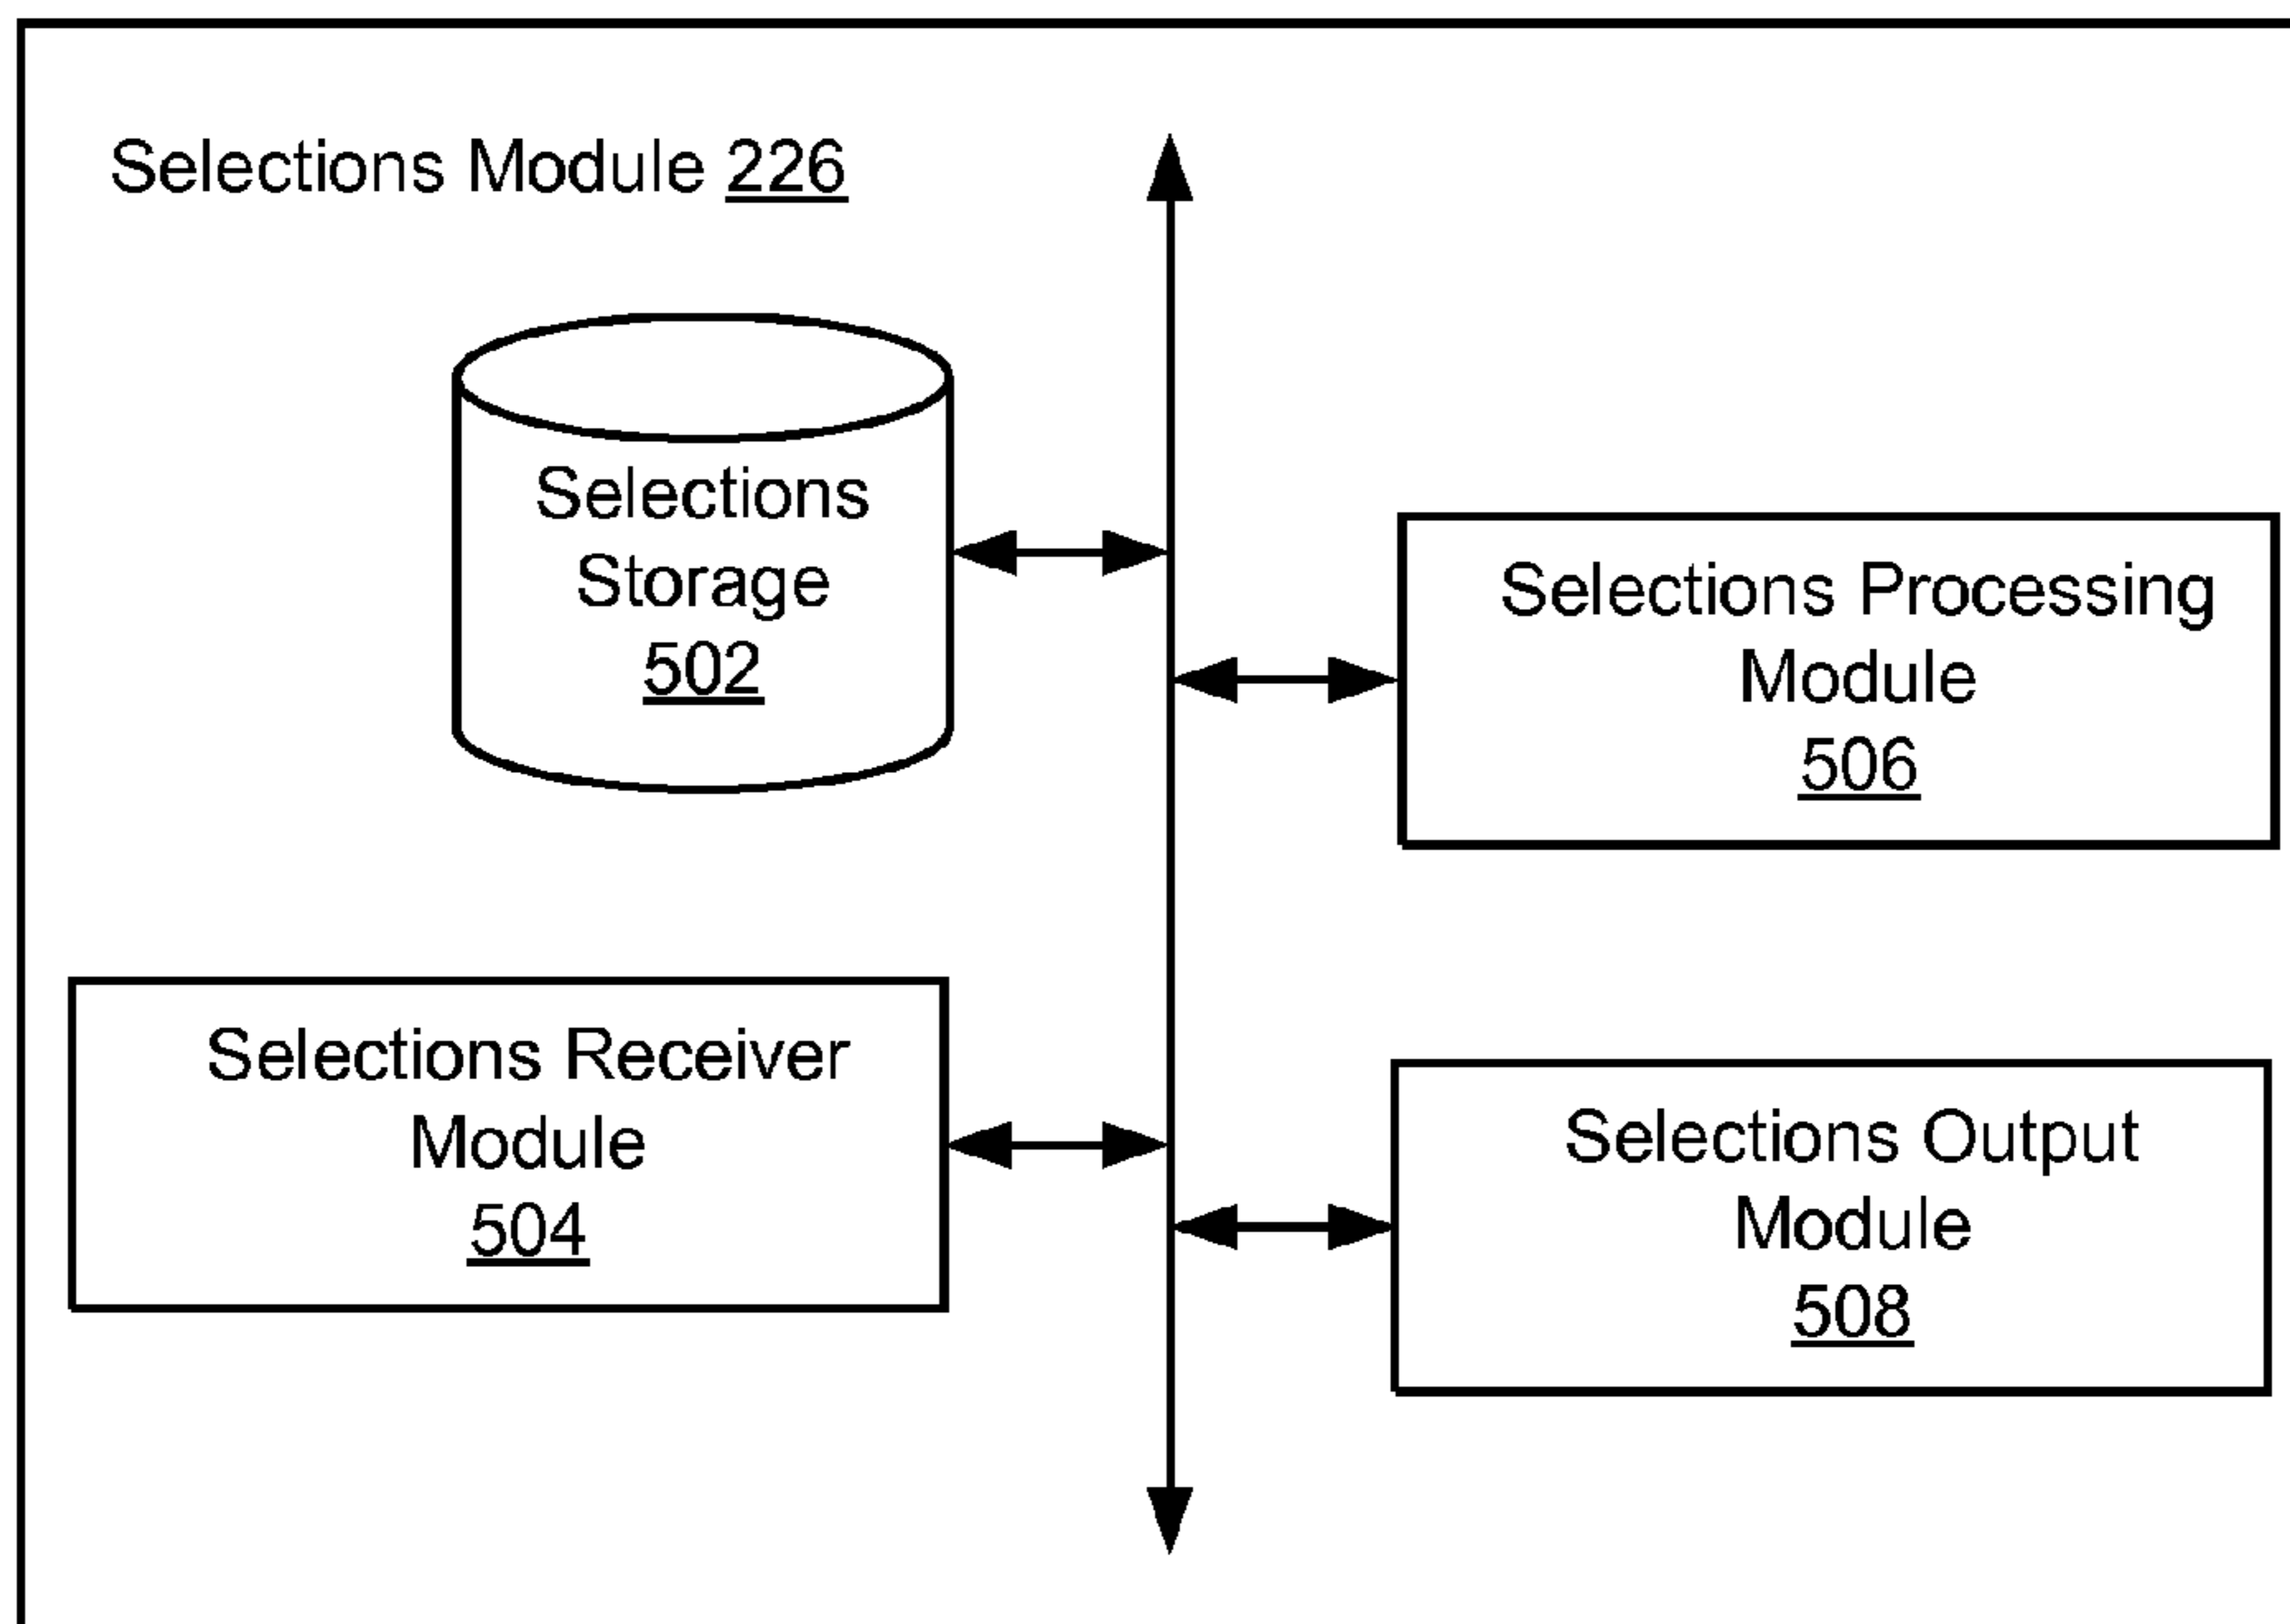 Selections Module 226
Selections
Storage
502
Selections Processing
Module
506
Selections Receiver
Module
504
Selections Output
Module
508